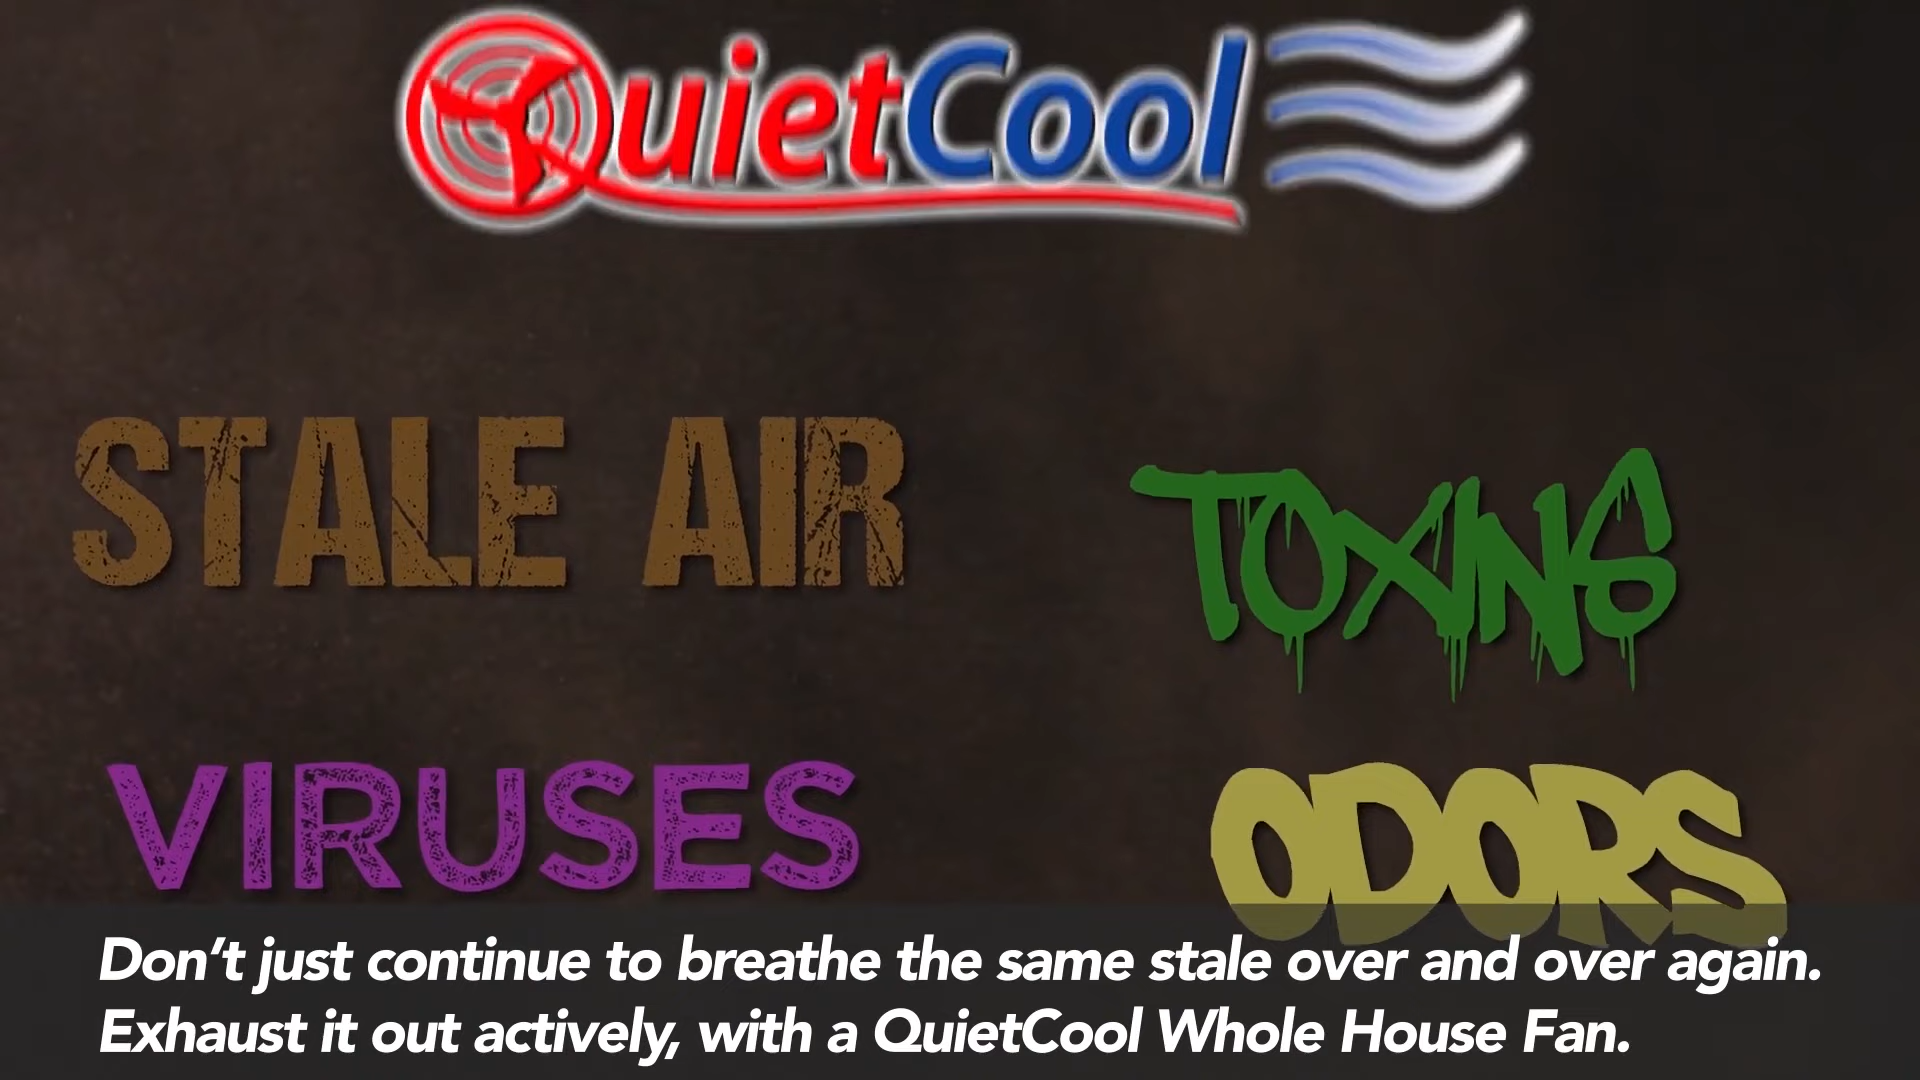 QuietCool
STALE AIR
TOXINS
VIRUSES
ODORS
Don't just continue to breathe the same stale over and over again.
Exhaust it out actively, with a QuietCool Whole House Fan.